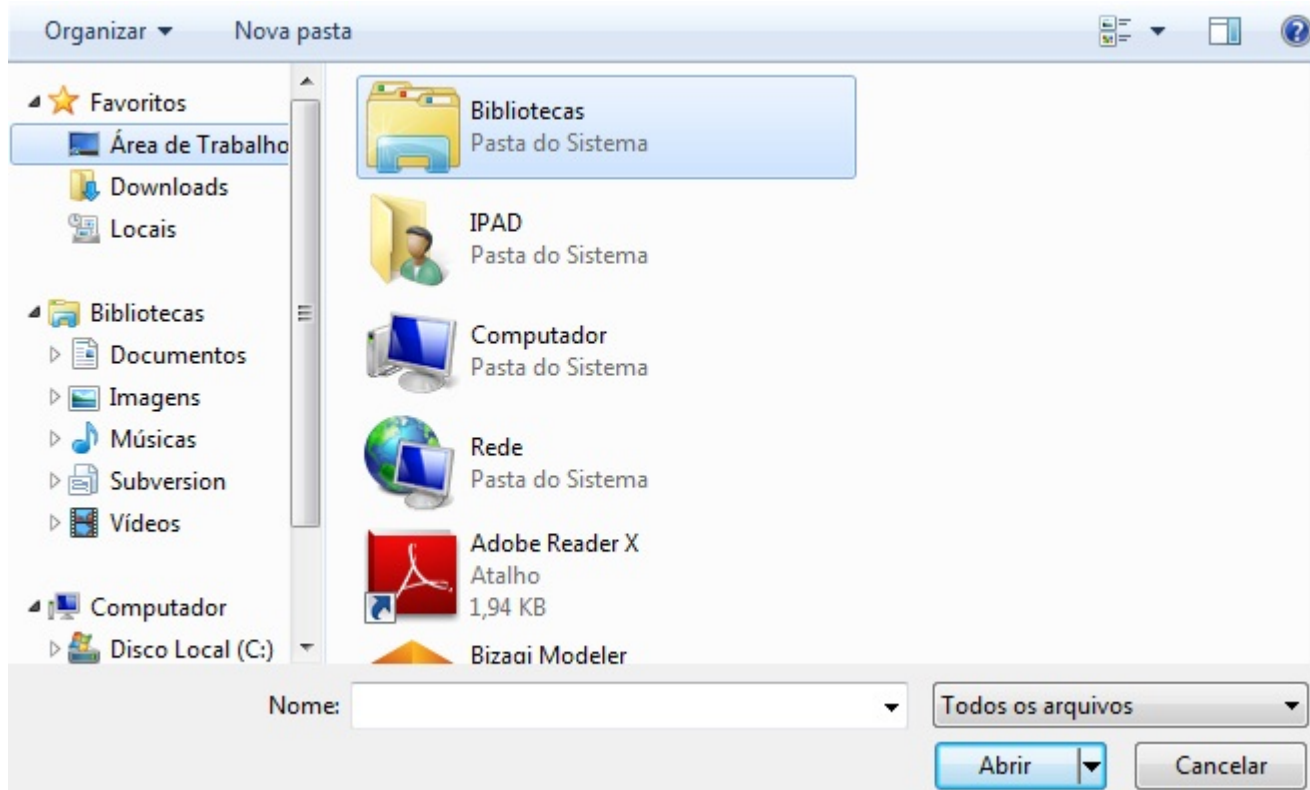 Organizar
Nova pasta
Favoritos
Área de Trabalho
Downloads
Locais
Bibliotecas
Documentos
Imagens
Músicas
Subversion
Vídeos
Computador
Disco Local (C:)
Bibliotecas
Pasta do Sistema
IPAD
Pasta do Sistema
Computador
Pasta do Sistema
Rede
Pasta do Sistema
Adobe Reader X
Atalho
1,94 KB
Bizagi Modeler
Nome:
Todos os arquivos
Abrir
Cancelar